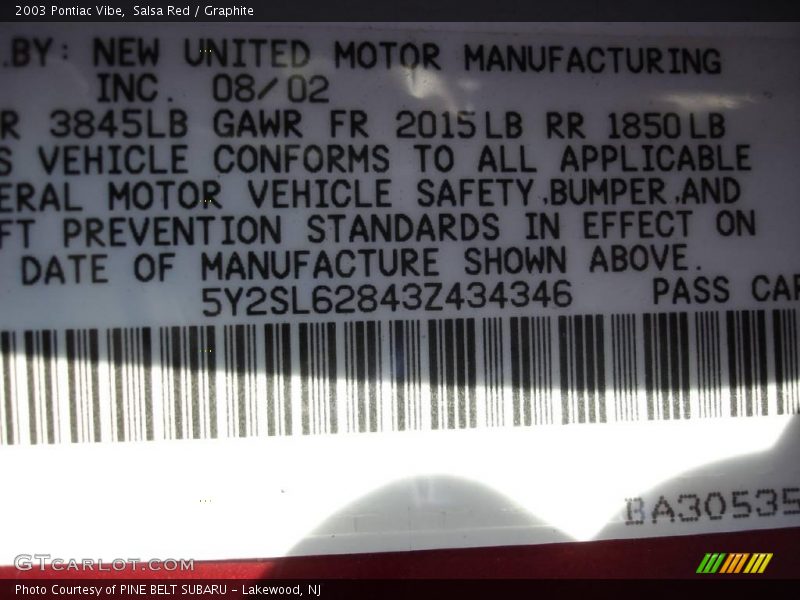 2003 Pontiac Vibe, Salsa Red / Graphite
.BY: NEW UNITED MOTOR MANUFACTURING
INC. 08/02
R 3845LB GAWR FR 2015LB RR 1850LB
S VEHICLE CONFORMS TO ALL APPLICABLE
ERAL MOTOR VEHICLE SAFETY,BUMPER,AND
FT PREVENTION STANDARDS IN EFFECT ON
DATE OF MANUFACTURE SHOWN ABOVE.
5Y2SL62843Z434346 PASS CAR
BA30535
GTCARLOT.COM
Photo Courtesy of PINE BELT SUBARU - Lakewood, NJ